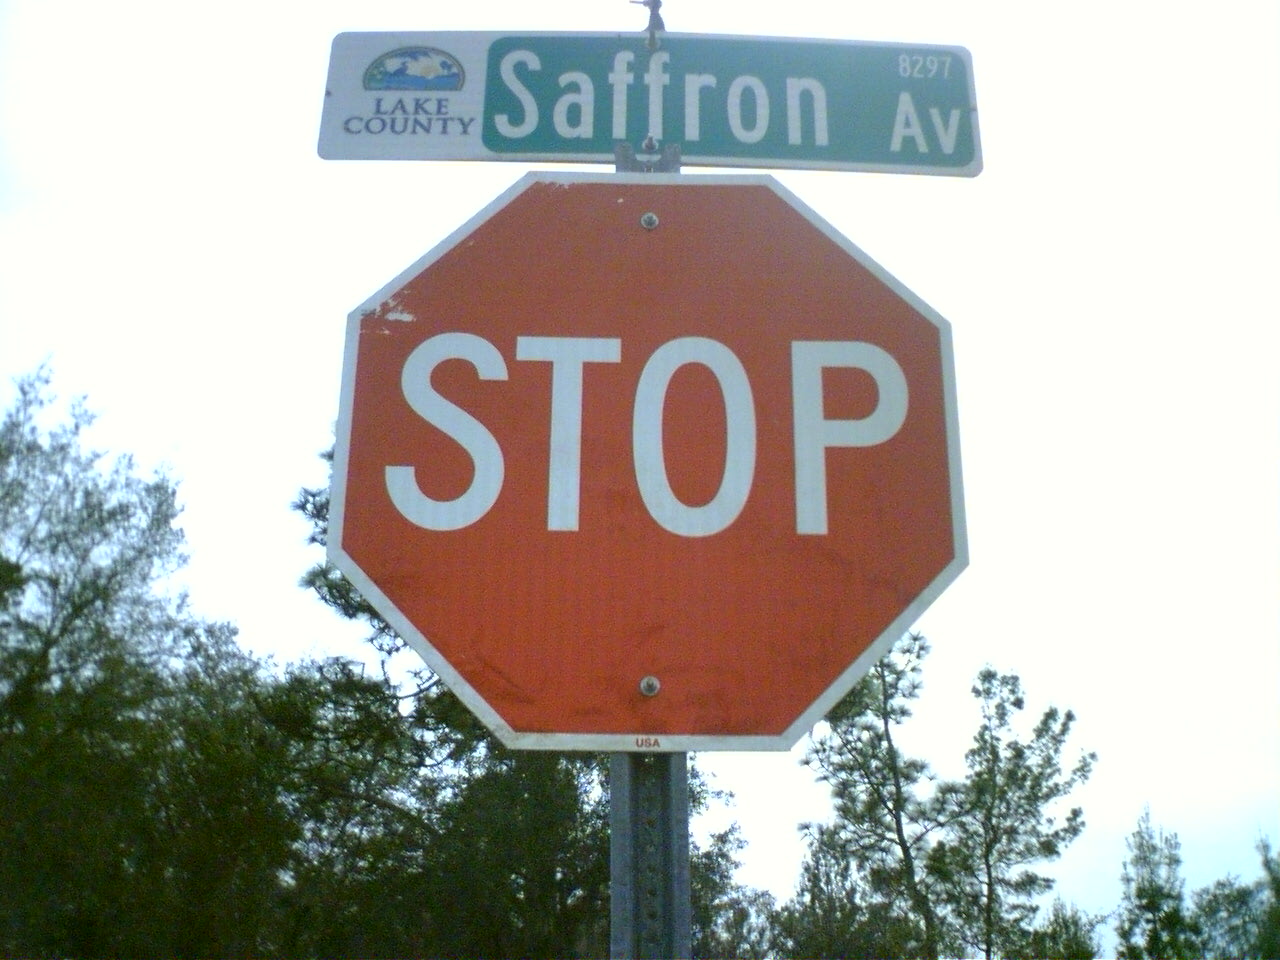 LAKE
COUNTY
Saffron
8297
Av
STOP
USA